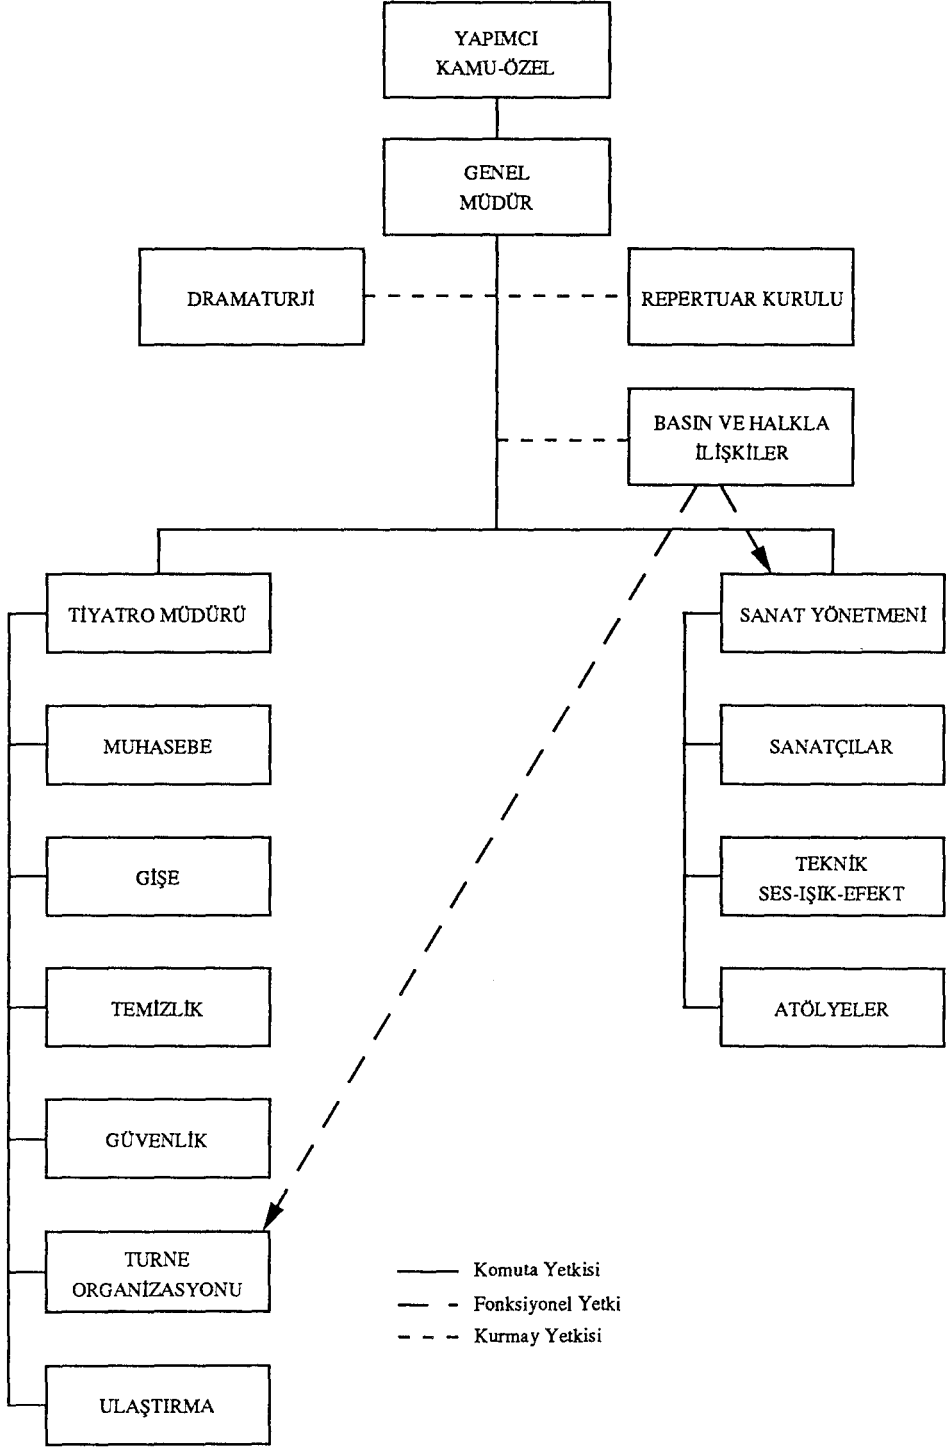 YAPIMCI
KAMU-ÖZEL
GENEL
MÜDÜR
DRAMATURJİ
REPERTUAR KURULU
BASIN VE HALKLA
İLİŞKİLER
TİYATRO MÜDÜRÜ
SANAT YÖNETMENİ
MUHASEBE
SANATÇILAR
GİŞE
TEKNİK
SES-IŞIK-EFEKT
TEMİZLİK
ATÖLYELER
GÜVENLİK
TURNE
ORGANİZASYONU
ULAŞTIRMA
Komuta Yetkisi
Fonksiyonel Yetki
Kurmay Yetkisi